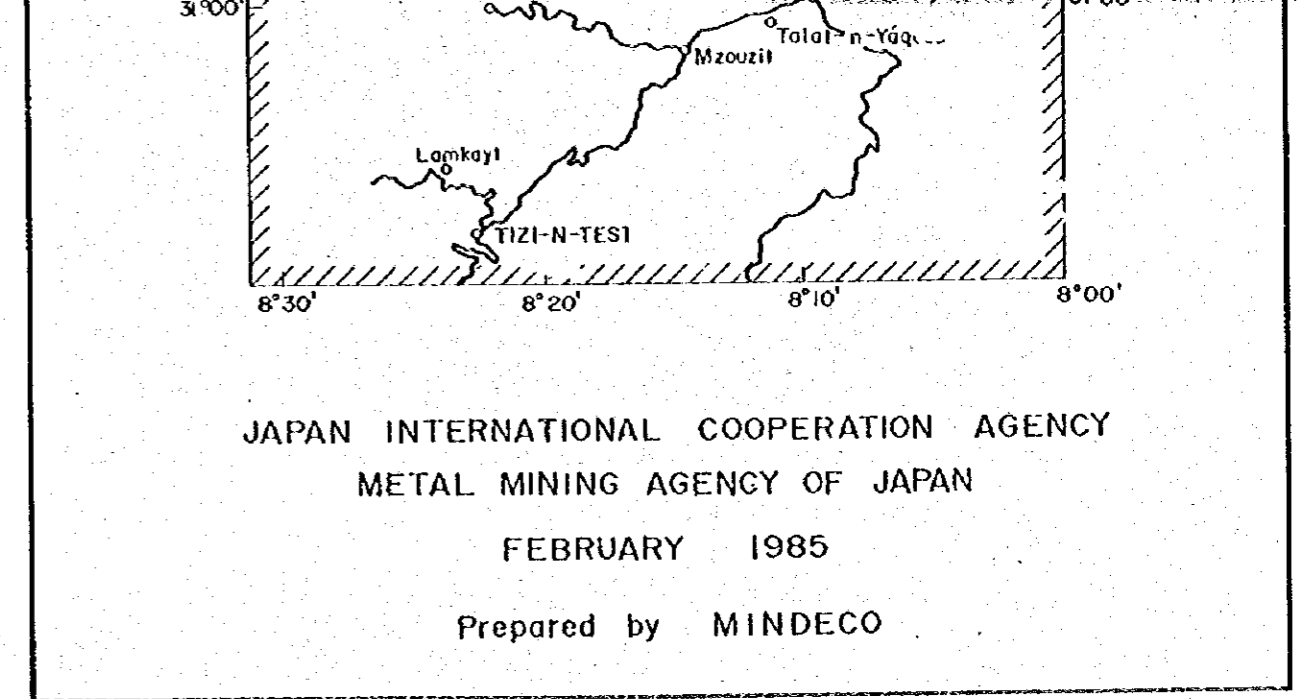 31°00'
Talat-n-Yáqu
Mzouzit
Lamkayt
TIZI-N-TEST
8°30' 8°20' 8°10' 8°00'
JAPAN INTERNATIONAL COOPERATION AGENCY
METAL MINING AGENCY OF JAPAN
FEBRUARY 1985
Prepared by MINDECO